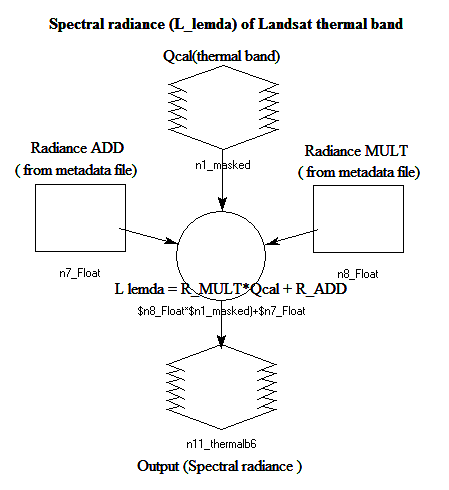 Spectral radiance (L_lemda) of Landsat thermal band
Qcal(thermal band)
n1_masked
Radiance ADD
( from metadata file)
n7_Float
Radiance MULT
( from metadata file)
n8_Float
L lemda = R_MULT*Qcal + R_ADD
$n8_Float*$n1_masked)+$n7_Float
n11_thermalb6
Output (Spectral radiance )